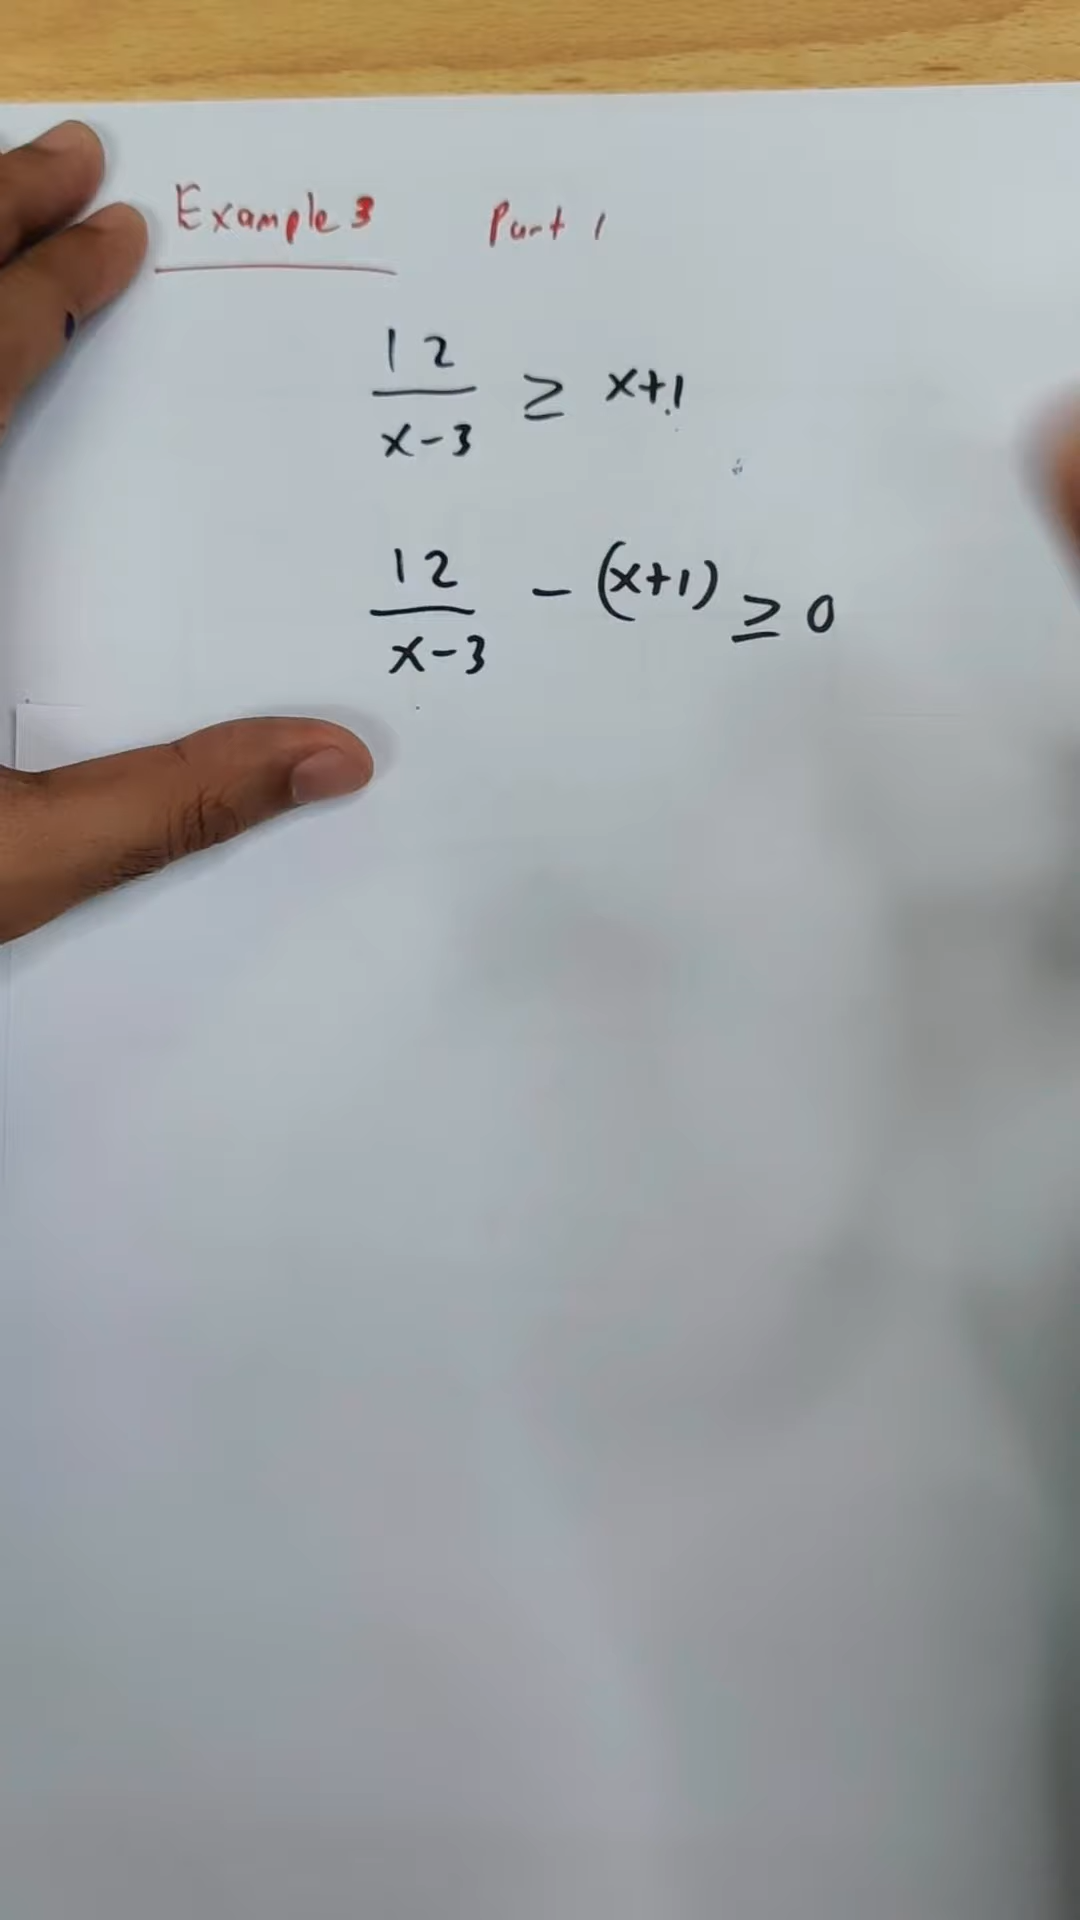 Example 3 Part 1
12
───
x-3 ≥ x+1
12
───
x-3 - (x+1) ≥ 0